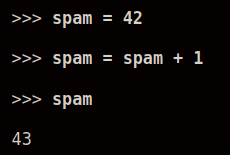 >>> spam = 42
>>> spam = spam + 1
>>> spam
43